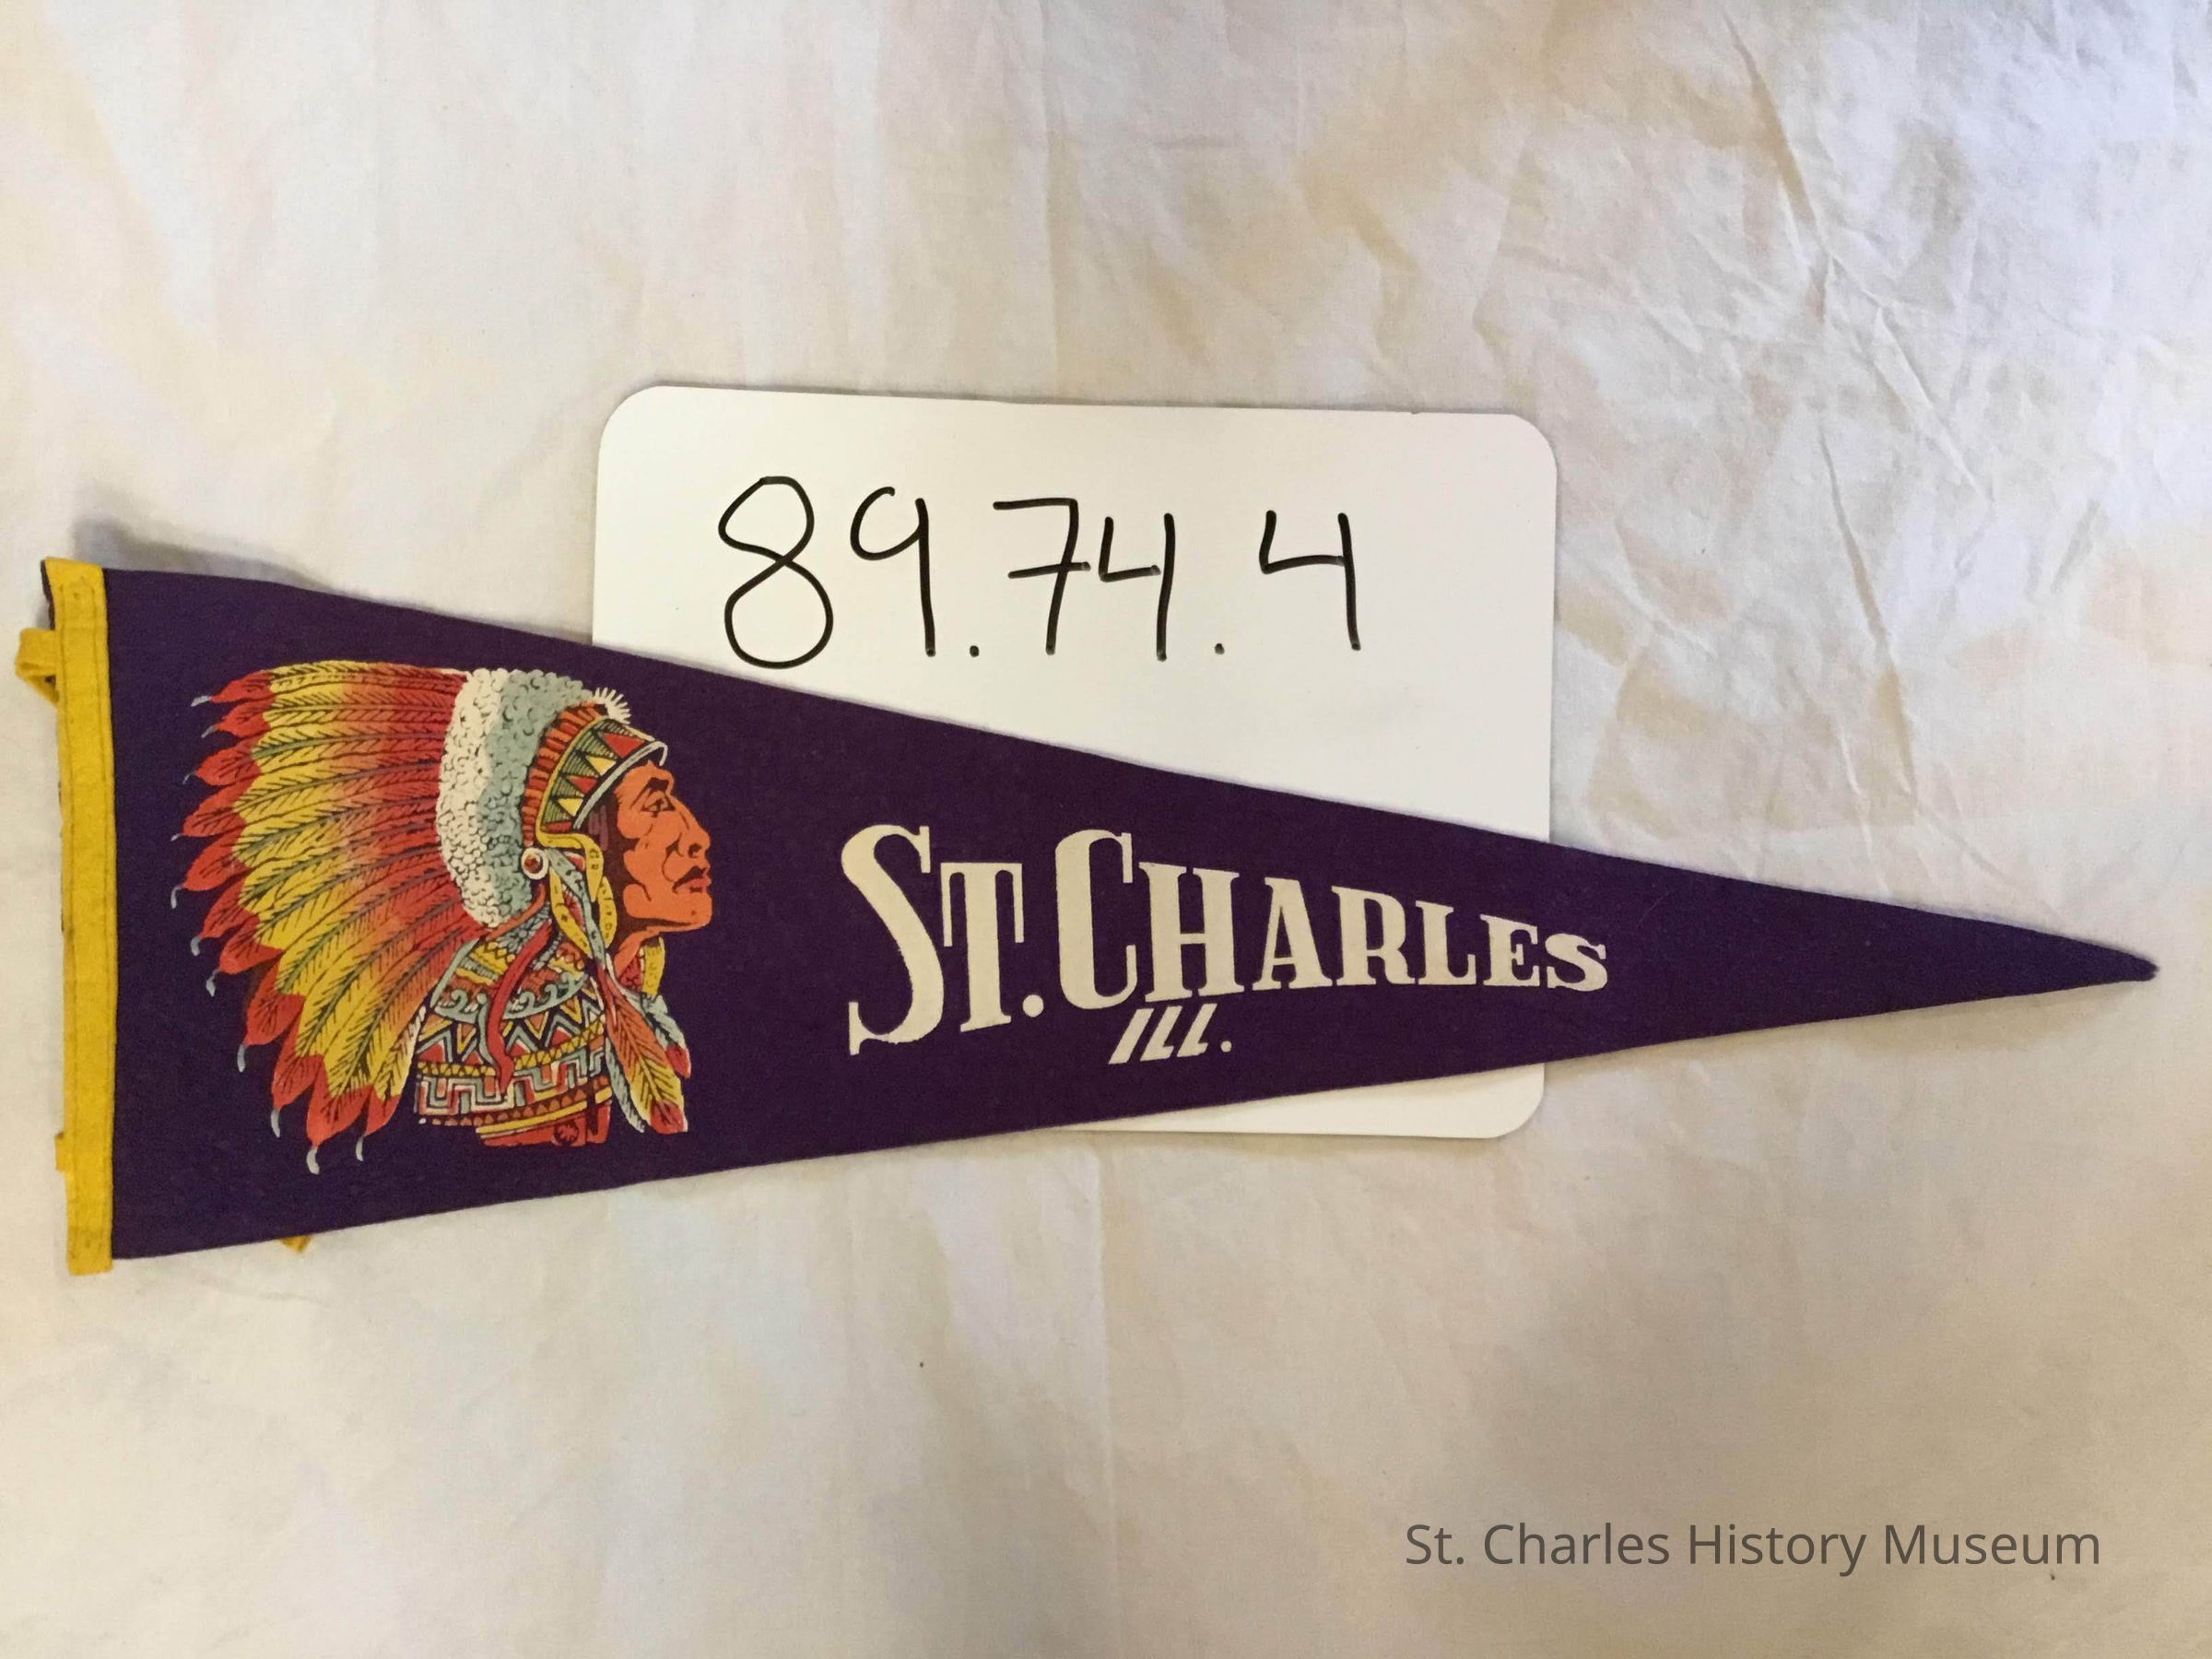 89.74.4
ST. CHARLES
ILL.
St. Charles History Museum